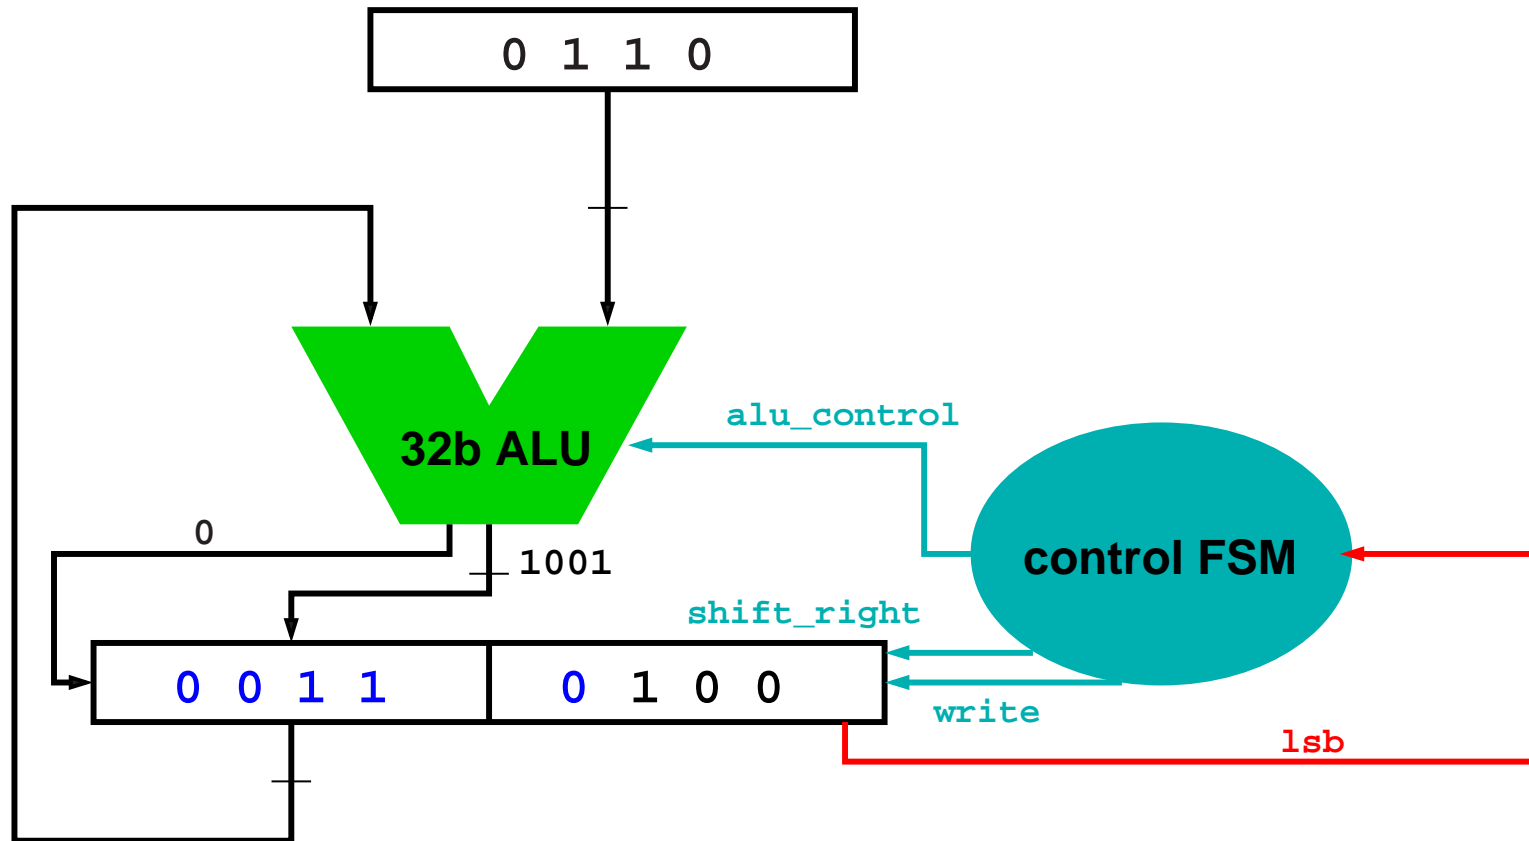 0 1 1 0
alu_control
32b ALU
0
1001
control FSM
shift_right
0 0 1 1 0 1 0 0
write
lsb